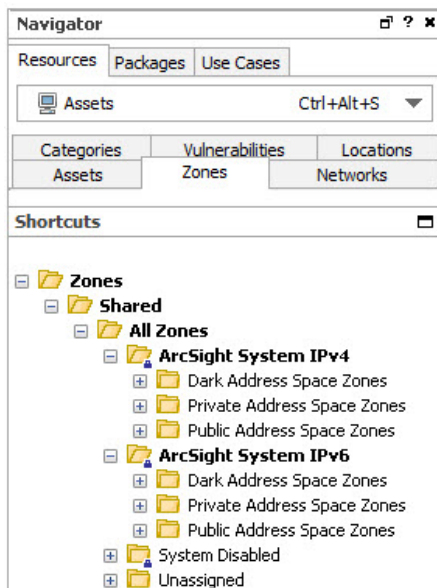 Navigator ? 
Resources Packages Use Cases
Assets Ctrl+Alt+S
Categories Vulnerabilities Locations
Assets Zones Networks
Shortcuts
Zones
Shared
All Zones
ArcSight System IPv4
Dark Address Space Zones
Private Address Space Zones
Public Address Space Zones
ArcSight System IPv6
Dark Address Space Zones
Private Address Space Zones
Public Address Space Zones
System Disabled
Unassigned